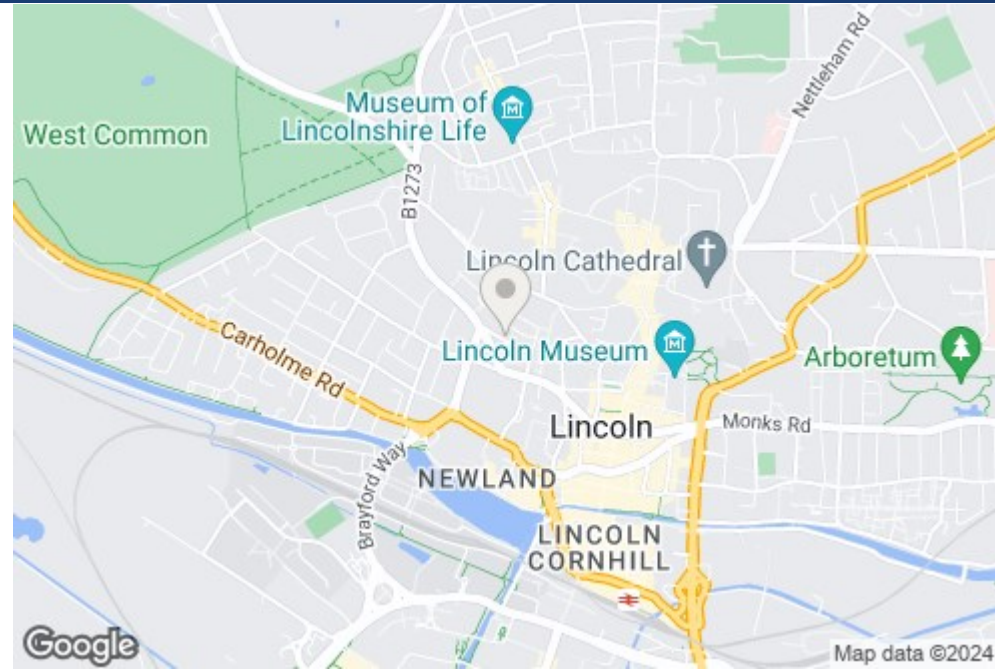 Nettleham Rd
Museum of
Lincolnshire Life
West Common
B1273
Lincoln Cathedral
Carholme Rd
Lincoln Museum
Arboretum
Lincoln
Monks Rd
NEWLAND
Brayford Way
LINCOLN
CORNHILL
Google
Map data ©2024